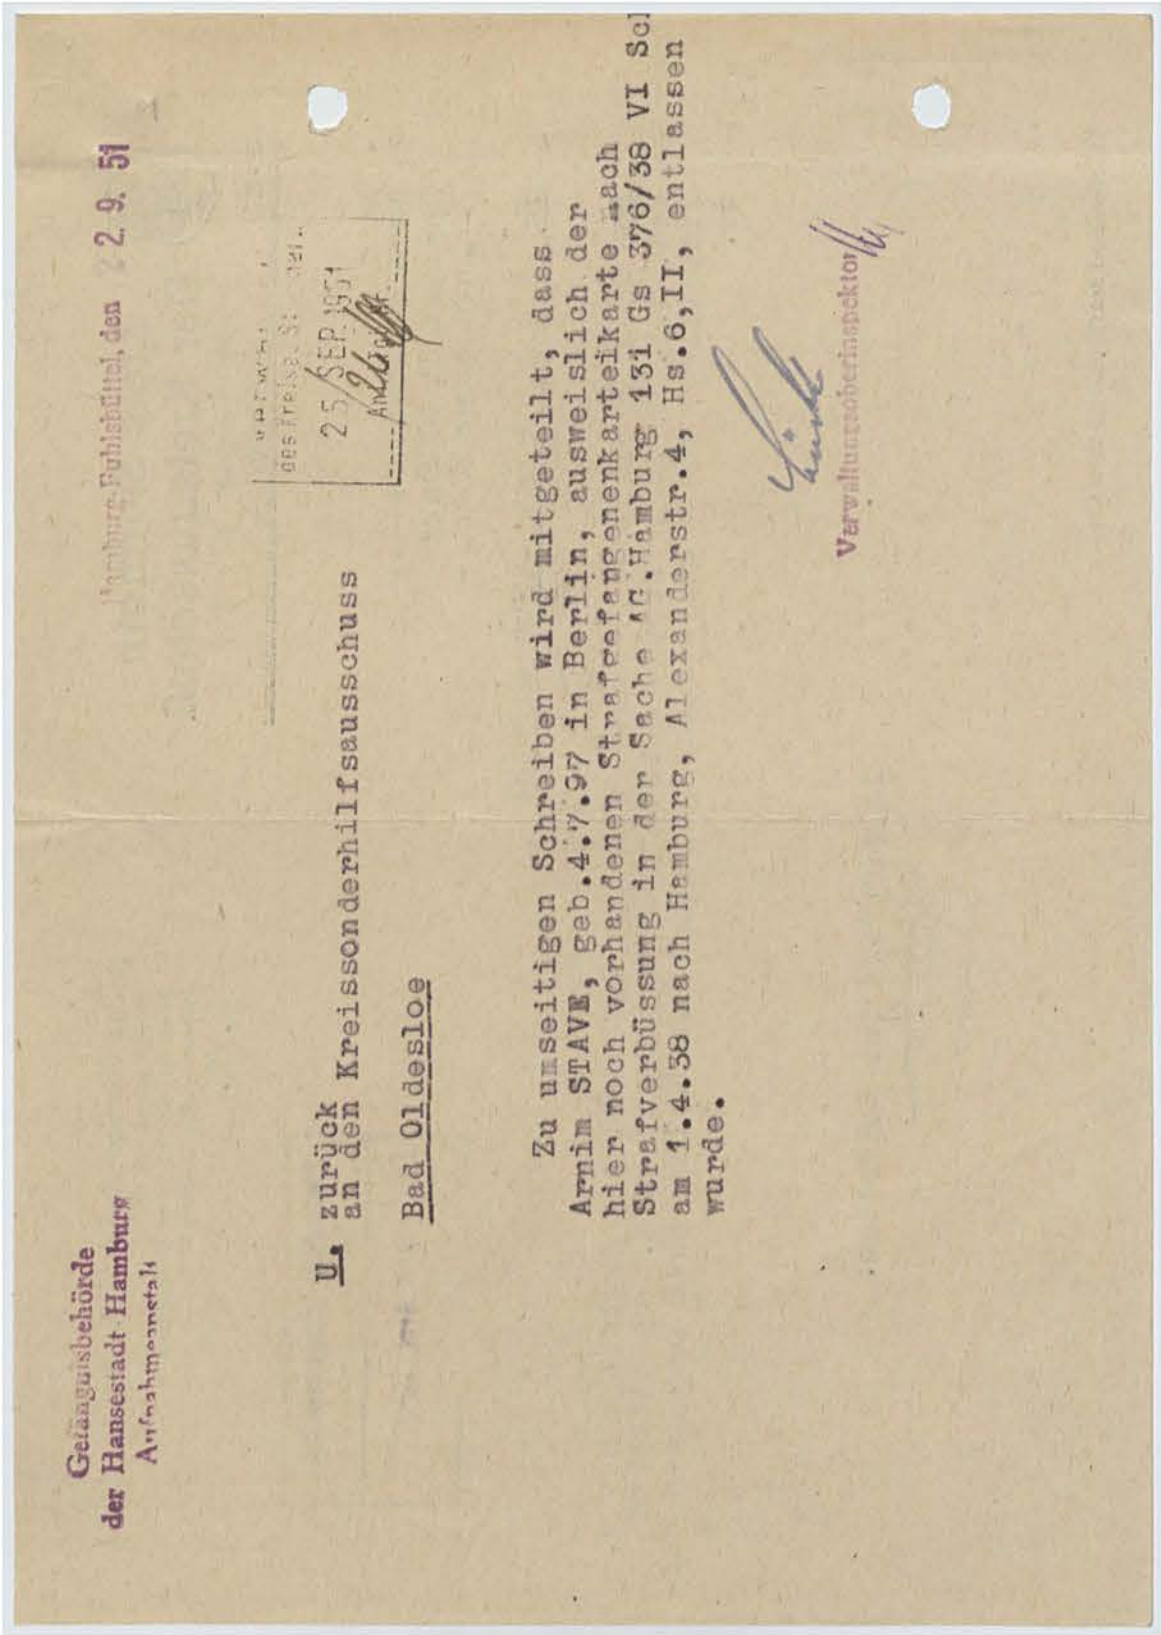 Gefängnisbehörde
der Hansestadt Hamburg
Aufnahmeanstalt
Hamburg-Fuhlsbüttel, den 22. 9. 51
des Kreises
25. SEP. 1951
U. zurück
an den Kreissonderhilfsausschuss
Bad Oldesloe
Zu umseitigen Schreiben wird mitgeteilt, dass
Arnim STAVE, geb.4.7.97 in Berlin, ausweislich der
hier noch vorhandenen Strafgefangenenkarteikarte nach
Strafverbüssung in der Sache AG.Hamburg 131 Gs 376/38 VI Sch
am 1.4.38 nach Hamburg, Alexanderstr.4, Hs.6,II, entlassen
wurde.
Verwaltungsoberinspektor